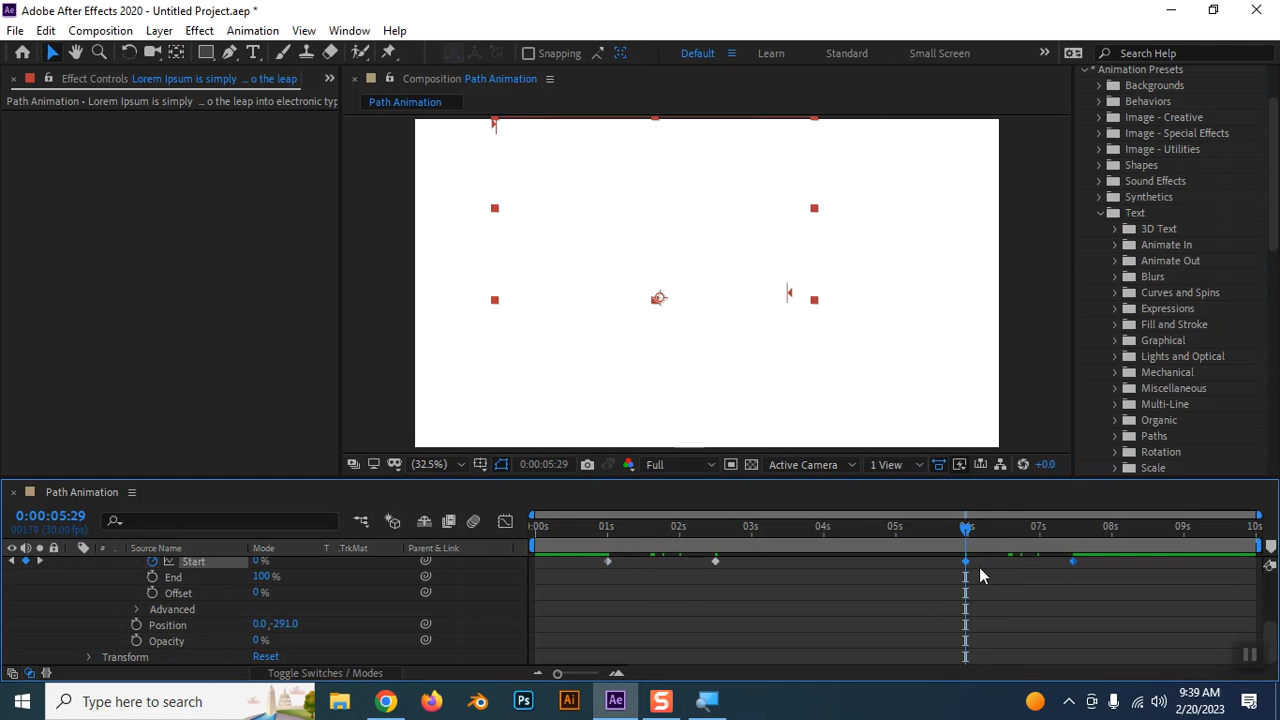 Adobe After Effects 2020 - Untitled Project.aep *
File Edit Composition Layer Effect Animation View Window Help
Snapping Default Learn Standard Small Screen Search Help
Effect Controls Lorem Ipsum is simply ... o the leap
Composition Path Animation
Path Animation • Lorem Ipsum is simply ... o the leap into electronic typ
Path Animation
Animation Presets
Backgrounds
Behaviors
Image - Creative
Image - Special Effects
Image - Utilities
Shapes
Sound Effects
Synthetics
Text
3D Text
Animate In
Animate Out
Blurs
Curves and Spins
Expressions
Fill and Stroke
Graphical
Lights and Optical
Mechanical
Miscellaneous
Multi-Line
Organic
Paths
Rotation
Scale
(32.5%) 0:00:05:29 Full Active Camera 1 View +0.0
Path Animation
0:00:05:29
00179 (30.00 fps)
:00s 01s 02s 03s 04s 05s 06s 07s 08s 09s 10s
# Source Name Mode T .TrkMat Parent & Link
Start 0 %
End 100 %
Offset 0 %
Advanced
Position 0.0,-291.0
Opacity 0 %
Transform Reset
Toggle Switches / Modes
Type here to search
Ps Ai Ae S
9:39 AM
2/20/2023